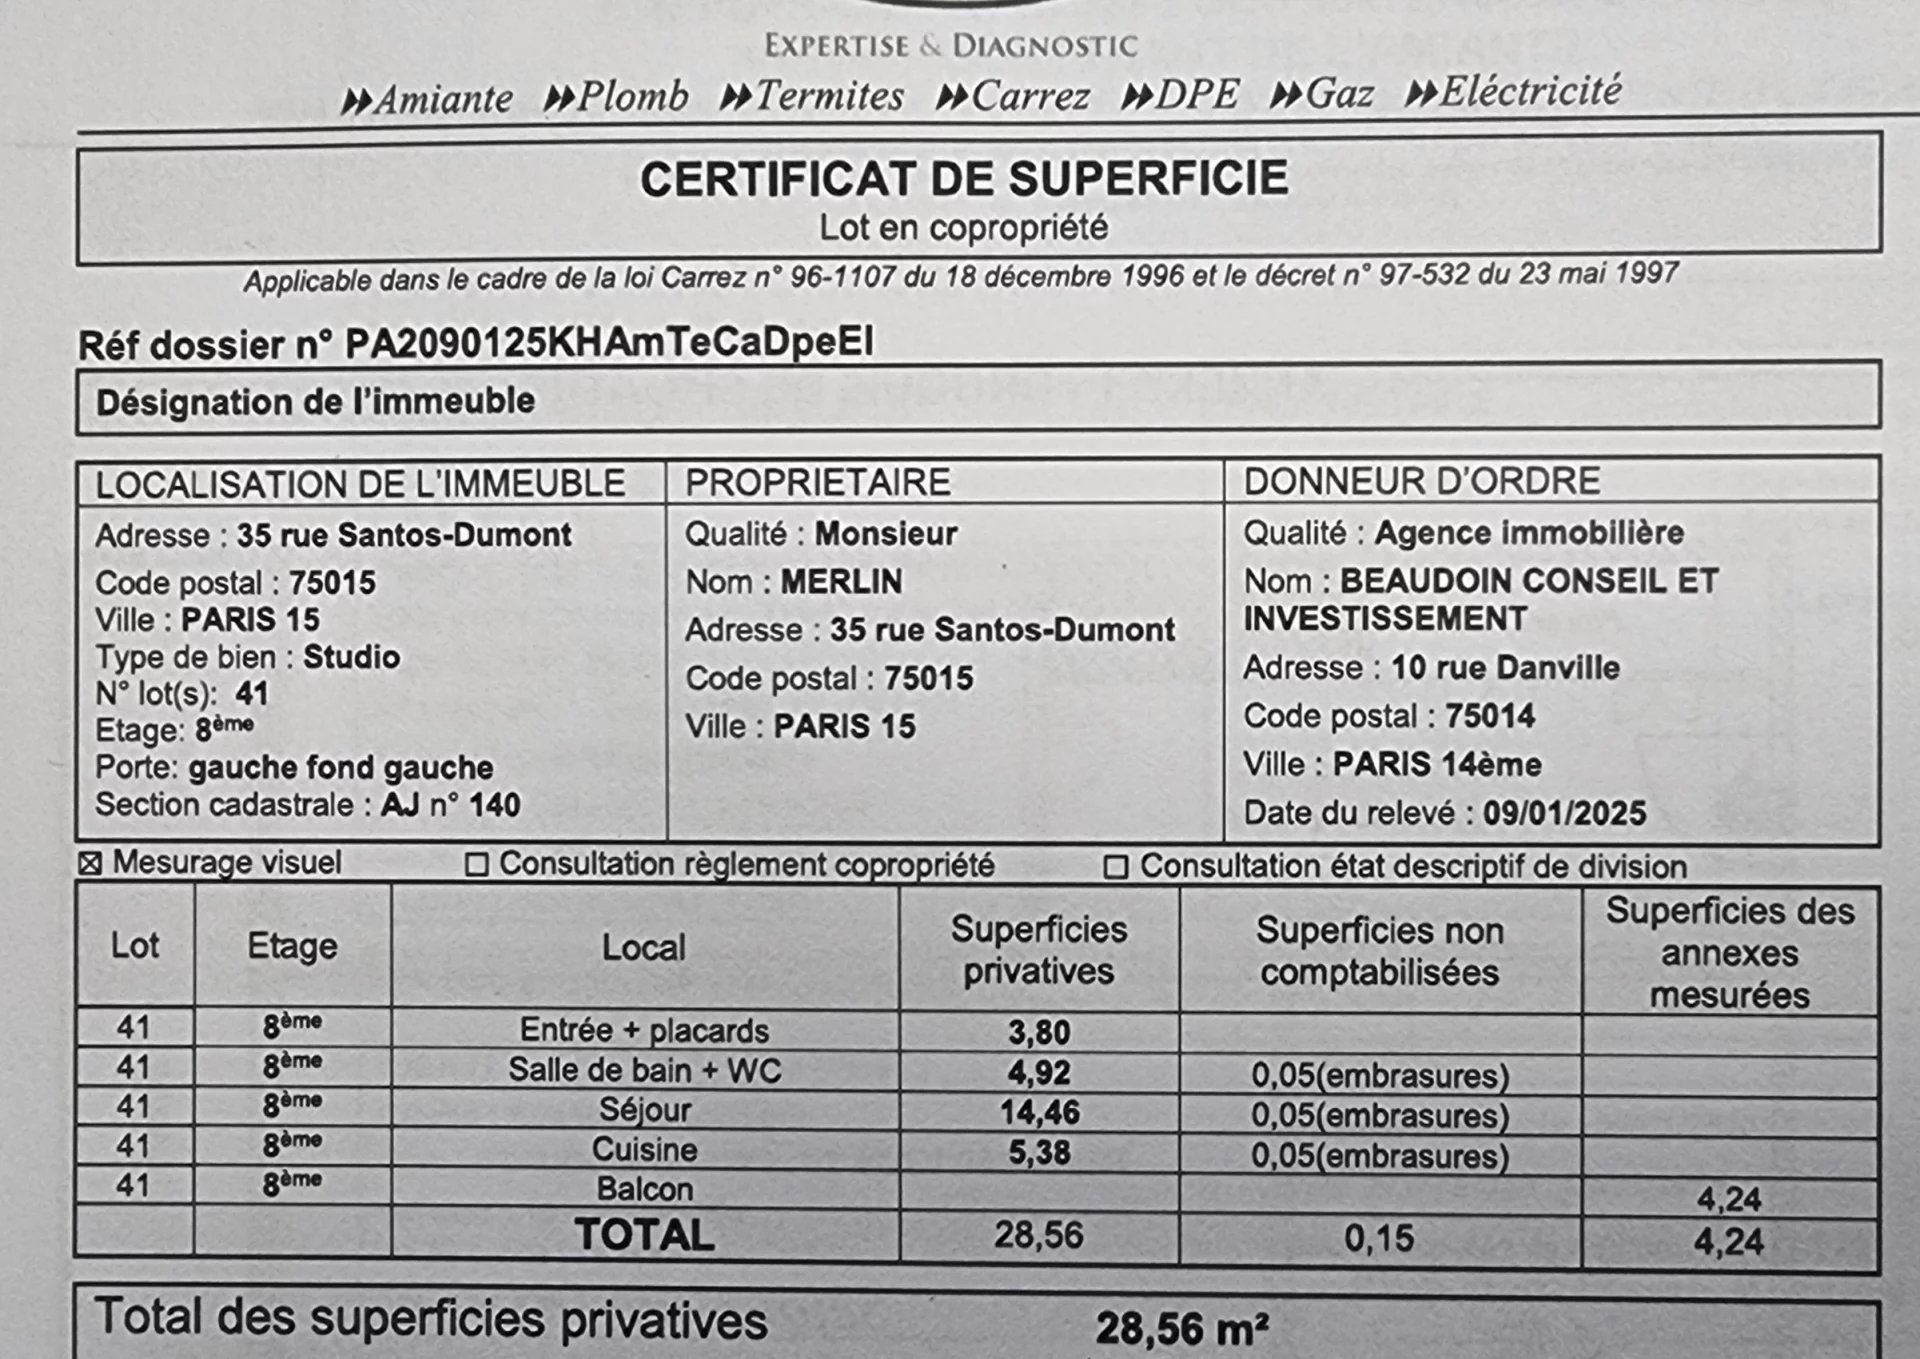 EXPERTISE & DIAGNOSTIC
Amiante Plomb Termites Carrez DPE Gaz Eléctricité
CERTIFICAT DE SUPERFICIE
Lot en copropriété
Applicable dans le cadre de la loi Carrez n° 96-1107 du 18 décembre 1996 et le décret n° 97-532 du 23 mai 1997
Réf dossier n° PA2090125KHAmTeCaDpeEl
Désignation de l'immeuble
LOCALISATION DE L'IMMEUBLE
Adresse : 35 rue Santos-Dumont
Code postal : 75015
Ville : PARIS 15
Type de bien : Studio
N° lot(s): 41
Etage: 8ème
Porte: gauche fond gauche
Section cadastrale : AJ n° 140
PROPRIETAIRE
Qualité : Monsieur
Nom : MERLIN
Adresse : 35 rue Santos-Dumont
Code postal : 75015
Ville : PARIS 15
DONNEUR D'ORDRE
Qualité : Agence immobilière
Nom : BEAUDOIN CONSEIL ET
INVESTISSEMENT
Adresse : 10 rue Danville
Code postal : 75014
Ville : PARIS 14ème
Date du relevé : 09/01/2025
☒ Mesurage visuel ☐ Consultation règlement copropriété ☐ Consultation état descriptif de division
Lot Etage Local Superficies privatives Superficies non comptabilisées Superficies des annexes mesurées
41 8ème Entrée + placards 3,80
41 8ème Salle de bain + WC 4,92 0,05(embrasures)
41 8ème Séjour 14,46 0,05(embrasures)
41 8ème Cuisine 5,38 0,05(embrasures)
41 8ème Balcon 4,24
TOTAL 28,56 0,15 4,24
Total des superficies privatives 28,56 m²